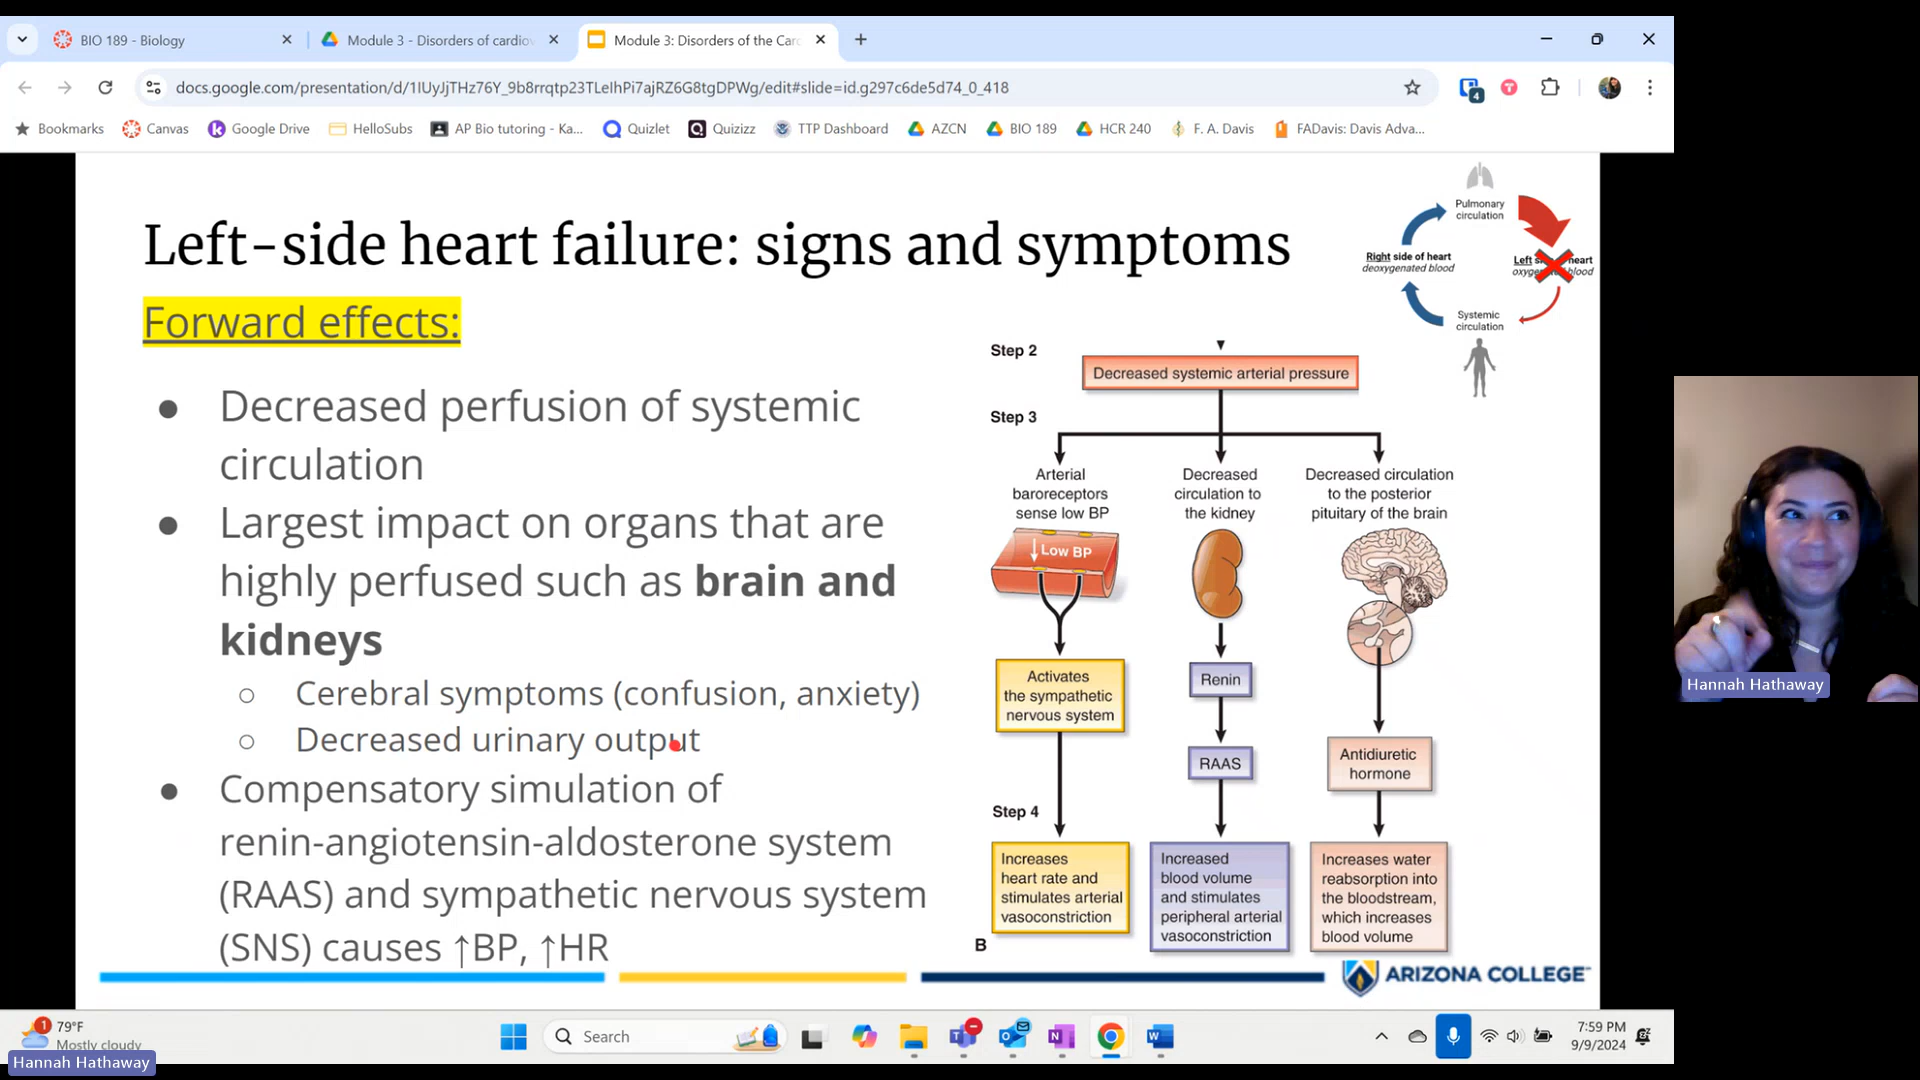 BIO 189 - Biology
Module 3 - Disorders of cardiov
Module 3: Disorders of the Card
docs.google.com/presentation/d/1IUyJjTHz76Y_9b8rrqtp23TLeIhPi7ajRZ6G8tgDPWg/edit#slide=id.g297c6de5d74_0_418
4
Bookmarks
Canvas
Google Drive
HelloSubs
AP Bio tutoring - Ka...
Quizlet
Quizizz
TTP Dashboard
AZCN
BIO 189
HCR 240
F. A. Davis
FADavis: Davis Adva...
Left-side heart failure: signs and symptoms
Pulmonary
circulation
Right side of heart
deoxygenated blood
Left heart
blood
Systemic
circulation
Forward effects:
● Decreased perfusion of systemic
circulation
● Largest impact on organs that are
highly perfused such as brain and
kidneys
○ Cerebral symptoms (confusion, anxiety)
○ Decreased urinary output
● Compensatory simulation of
renin-angiotensin-aldosterone system
(RAAS) and sympathetic nervous system
(SNS) causes ↑BP, ↑HR
Step 2
Decreased systemic arterial pressure
Step 3
Arterial
baroreceptors
sense low BP
↓ Low BP
Activates
the sympathetic
nervous system
Decreased
circulation to
the kidney
Renin
RAAS
Decreased circulation
to the posterior
pituitary of the brain
Antidiuretic
hormone
Step 4
Increases
heart rate and
stimulates arterial
vasoconstriction
Increased
blood volume
and stimulates
peripheral arterial
vasoconstriction
Increases water
reabsorption into
the bloodstream,
which increases
blood volume
B
ARIZONA COLLEGE
Hannah Hathaway
1
79°F
Mostly cloudy
Search
7:59 PM
9/9/2024
Hannah Hathaway